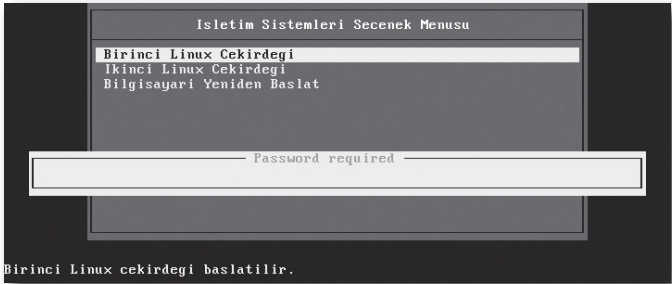 Isletim Sistemleri Secenek Menusu
Birinci Linux Cekirdegi
Ikinci Linux Cekirdegi
Bilgisayari Yeniden Baslat
Password required
Birinci Linux cekirdegi baslatilir.